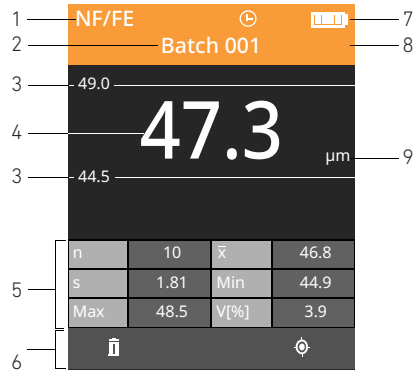 1 NF/FE 7
2 Batch 001 8
3 49.0
4 47.3
µm 9
3 44.5
n 10 x̅ 46.8
5 s 1.81 Min 44.9
Max 48.5 V[%] 3.9
6